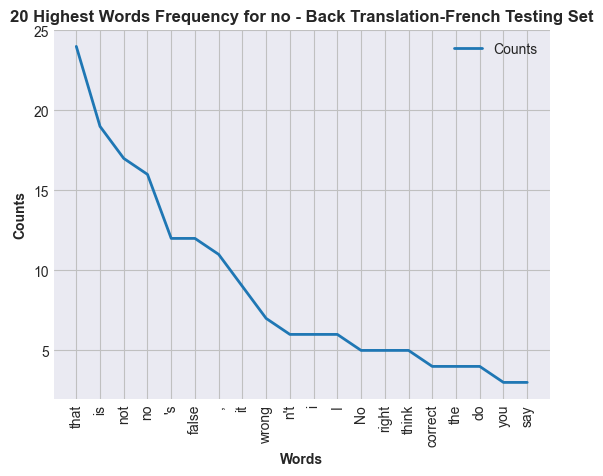 20 Highest Words Frequency for no - Back Translation-French Testing Set
Counts
25
20
15
10
5
Counts
that
is
not
no
's
false
,
it
wrong
n't
i
I
No
right
think
correct
the
do
you
say
Words